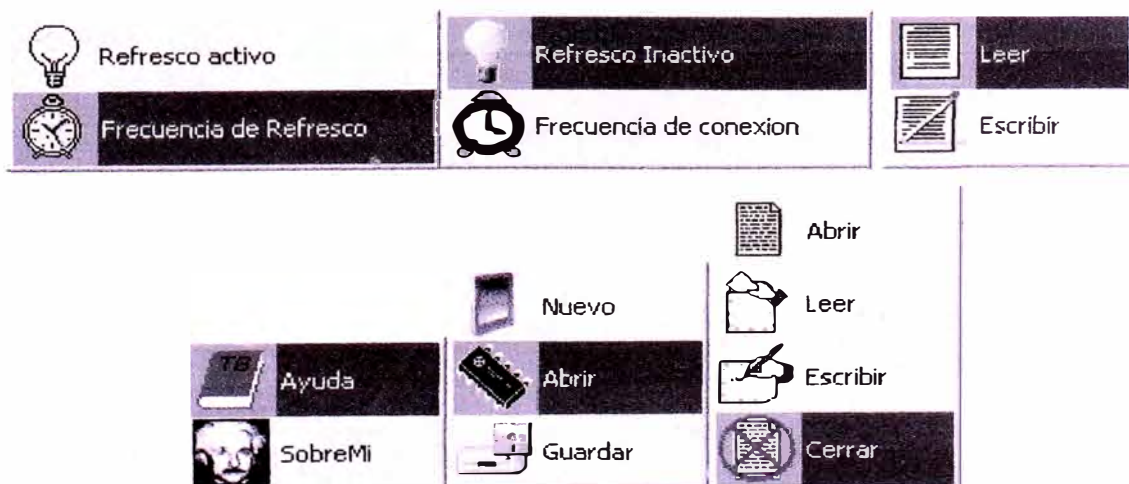 Refresco activo
Frecuencia de Refresco
Refresco Inactivo
Frecuencia de conexion
Leer
Escribir
Ayuda
SobreMi
Nuevo
Abrir
Guardar
Abrir
Leer
Escribir
Cerrar